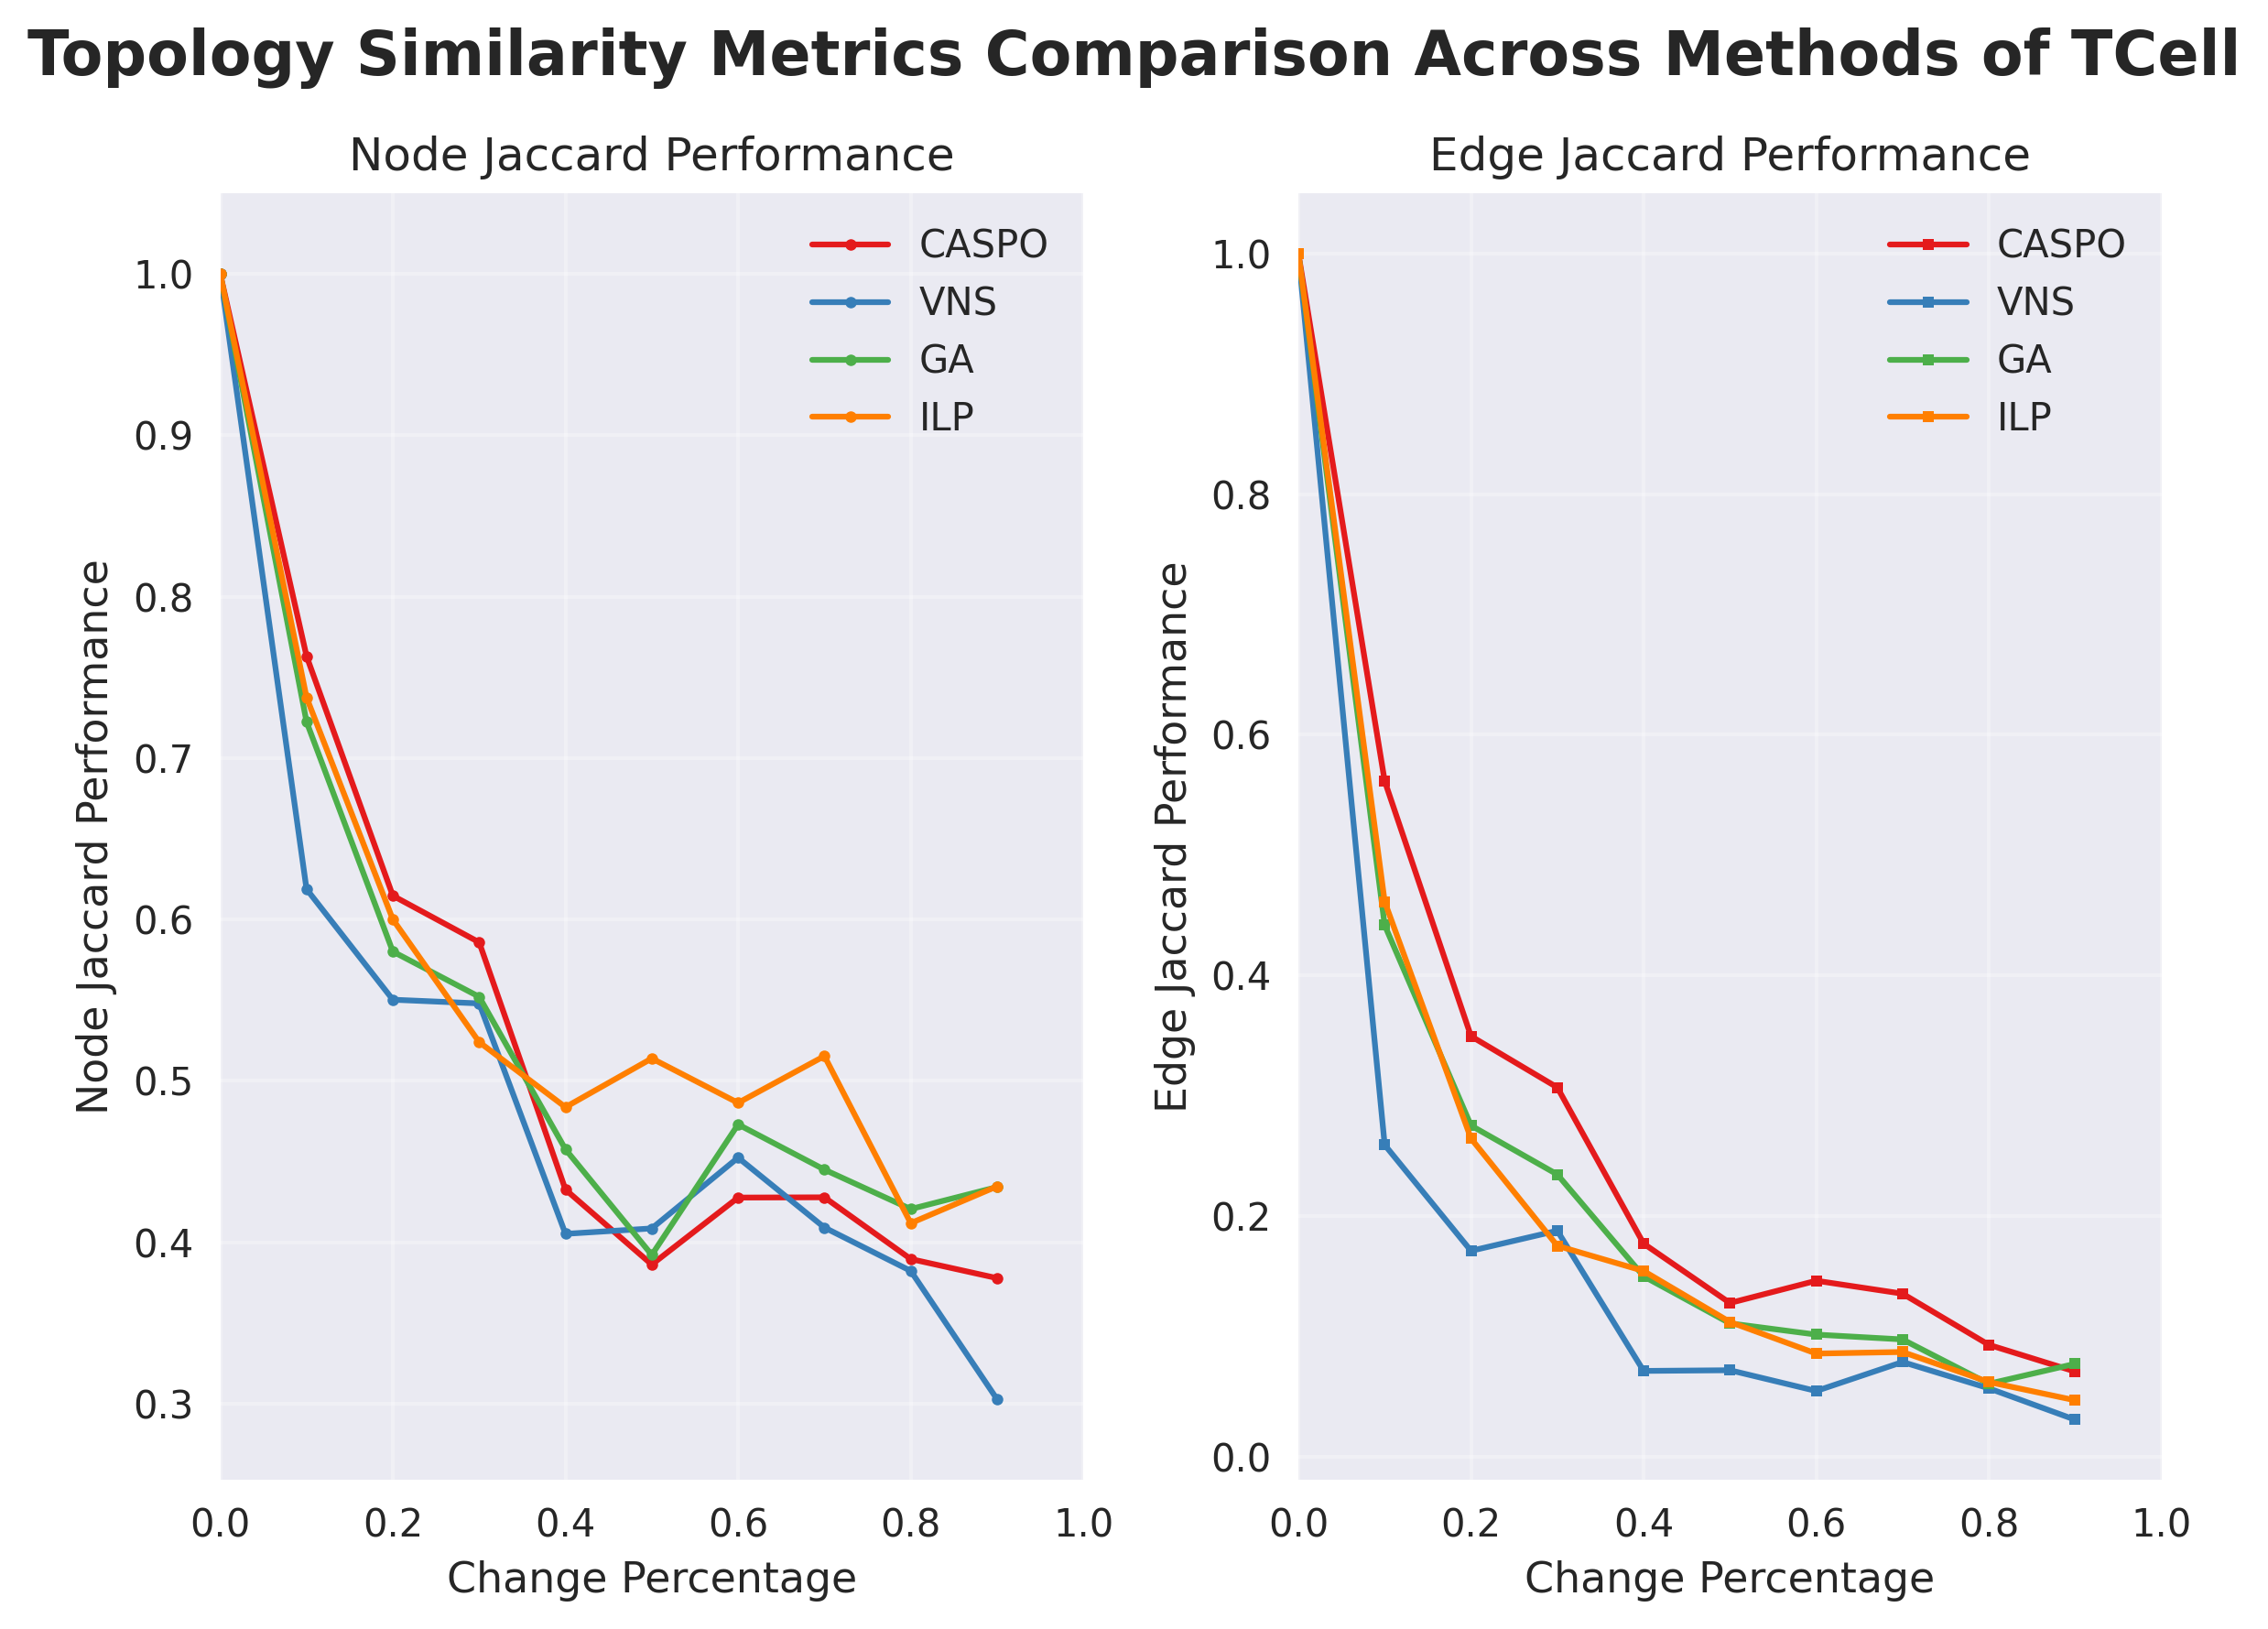 Topology Similarity Metrics Comparison Across Methods of TCell
Node Jaccard Performance
Node Jaccard Performance
1.0
0.9
0.8
0.7
0.6
0.5
0.4
0.3
0.0 0.2 0.4 0.6 0.8 1.0
Change Percentage
CASPO
VNS
GA
ILP
Edge Jaccard Performance
Edge Jaccard Performance
1.0
0.8
0.6
0.4
0.2
0.0
0.0 0.2 0.4 0.6 0.8 1.0
Change Percentage
CASPO
VNS
GA
ILP